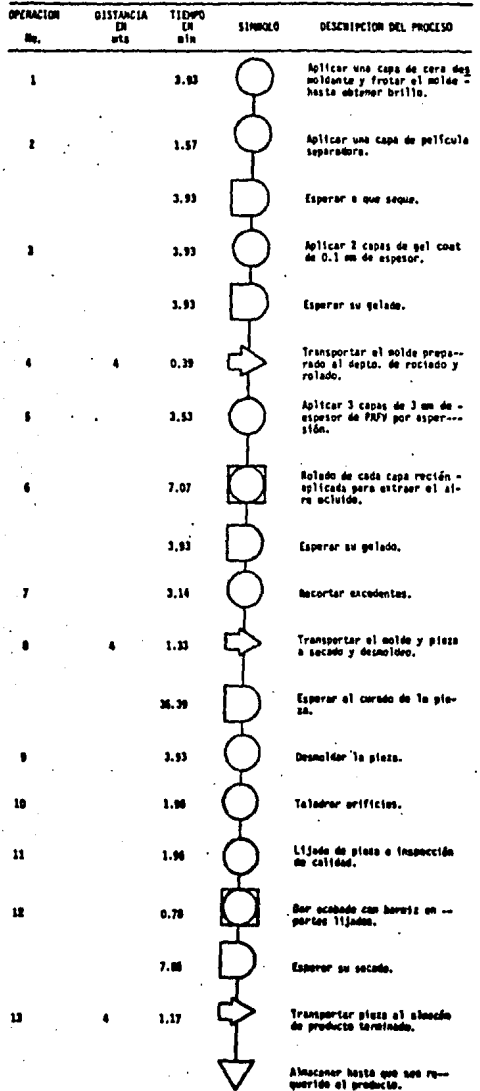 OPERACION DISTANCIA TIEMPO
EN EN SIMBOLO DESCRIPCION DEL PROCESO
No. mts min
1 3.93 Aplicar una capa de cera des
moldante y frotar el molde -
hasta obtener brillo.
2 1.57 Aplicar una capa de película
separadora.
3.93 Esperar a que seque.
3 3.93 Aplicar 2 capas de gel coat
de 0.1 mm de espesor.
3.93 Esperar su gelado.
4 4 0.39 Transportar el molde prepa--
rado al depto. de rociado y
rolado.
5 3.53 Aplicar 3 capas de 3 mm de -
espesor de PRFV por asper---
sión.
6 7.07 Rolado de cada capa recién -
aplicada para extraer el ai-
re ocluido.
3.93 Esperar su gelado.
7 3.14 Recortar excedentes.
8 4 1.33 Transportar el molde y pieza
a secado y desmoldeo.
36.39 Esperar el curado de la pie-
za.
9 3.93 Desmoldar la pieza.
10 1.96 Taladrar orificios.
11 1.96 Lijado de pieza e inspección
de calidad.
12 0.78 Dar acabado con barniz en --
partes lijadas.
7.86 Esperar su secado.
13 4 1.17 Transportar pieza al almacén
de producto terminado.
Almacenar hasta que sea re--
querido el producto.